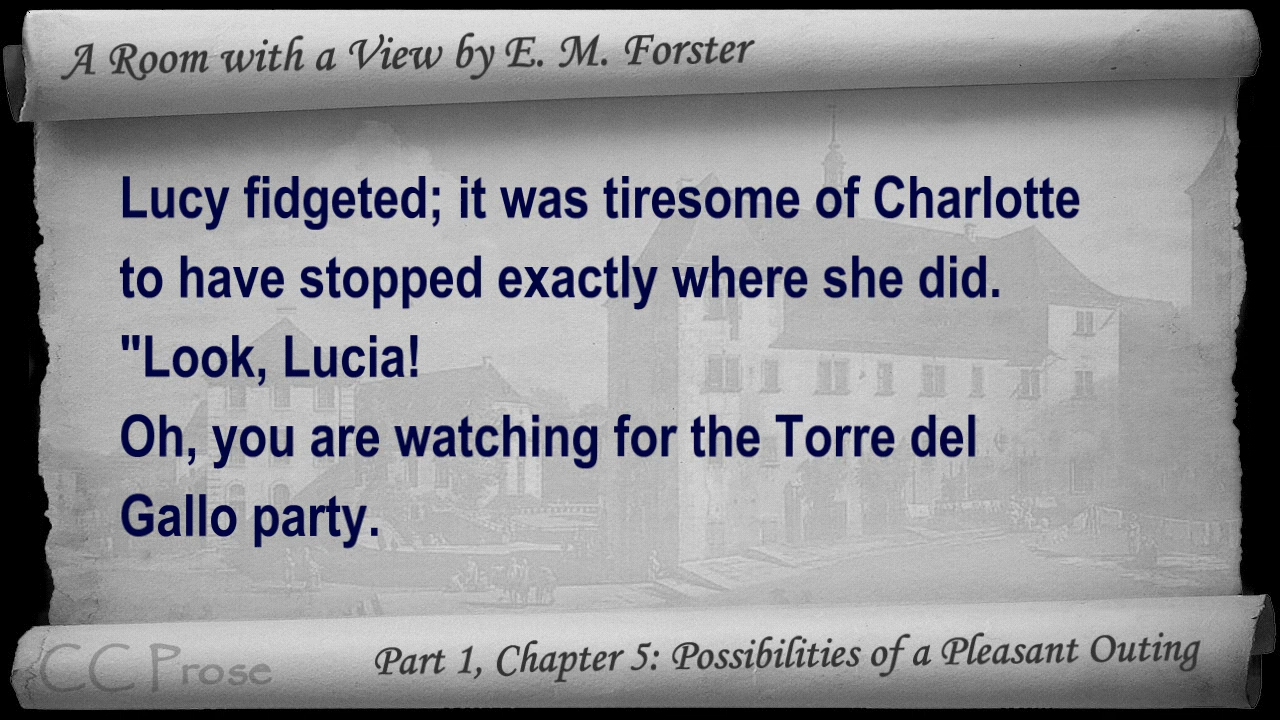 A Room with a View by E. M. Forster
Lucy fidgeted; it was tiresome of Charlotte
to have stopped exactly where she did.
"Look, Lucia!
Oh, you are watching for the Torre del
Gallo party.
CC Prose
Part 1, Chapter 5: Possibilities of a Pleasant Outing